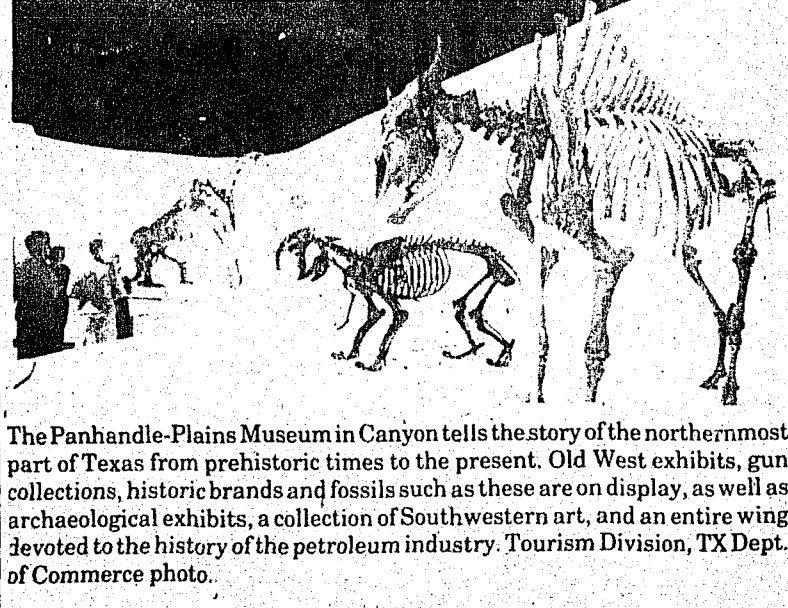 The Panhandle-Plains Museum in Canyon tells the story of the northernmost
part of Texas from prehistoric times to the present. Old West exhibits, gun
collections, historic brands and fossils such as these are on display, as well as
archaeological exhibits, a collection of Southwestern art, and an entire wing
devoted to the history of the petroleum industry. Tourism Division, TX Dept.
of Commerce photo.